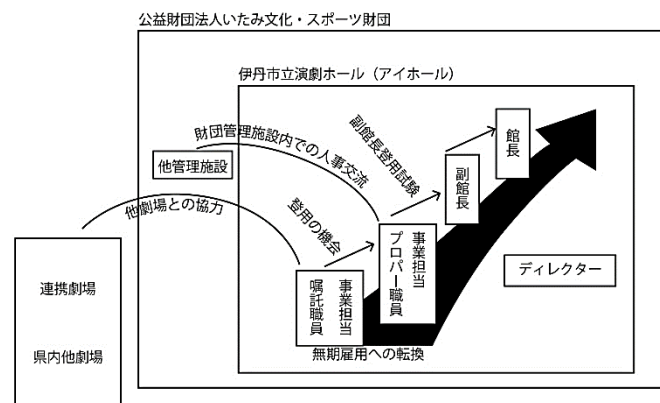 公益財団法人いたみ文化・スポーツ財団
伊丹市立演劇ホール（アイホール）
財団管理施設内での人事交流
他管理施設
他劇場との協力
副館長登用試験
登用の機会
館長
副館長
事業担当
プロパー職員
事業担当
嘱託職員
無期雇用への転換
ディレクター
連携劇場
県内他劇場